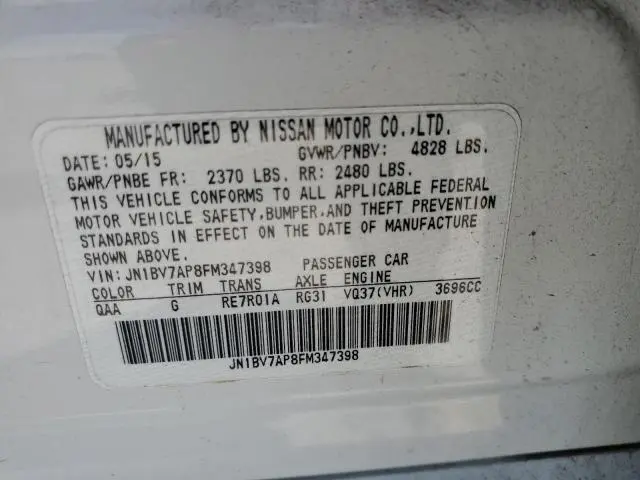 MANUFACTURED BY NISSAN MOTOR CO.,LTD.
DATE: 05/15 GVWR/PNBV: 4828 LBS.
GAWR/PNBE FR: 2370 LBS. RR: 2480 LBS.
THIS VEHICLE CONFORMS TO ALL APPLICABLE FEDERAL
MOTOR VEHICLE SAFETY,BUMPER,AND THEFT PREVENTION
STANDARDS IN EFFECT ON THE DATE OF MANUFACTURE
SHOWN ABOVE.
VIN: JN1BV7AP8FM347398 PASSENGER CAR
COLOR TRIM TRANS AXLE ENGINE
QAA G RE7R01A RG31 VQ37(VHR) 3696CC
JN1BV7AP8FM347398